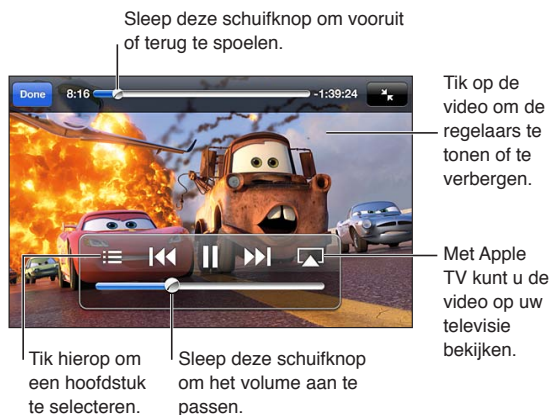 Sleep deze schuifknop om vooruit
of terug te spoelen.
Done 8:16 -1:39:24
Tik op de
video om de
regelaars te
tonen of te
verbergen.
Met Apple
TV kunt u de
video op uw
televisie
bekijken.
Tik hierop om
een hoofdstuk
te selecteren.
Sleep deze schuifknop
om het volume aan te
passen.